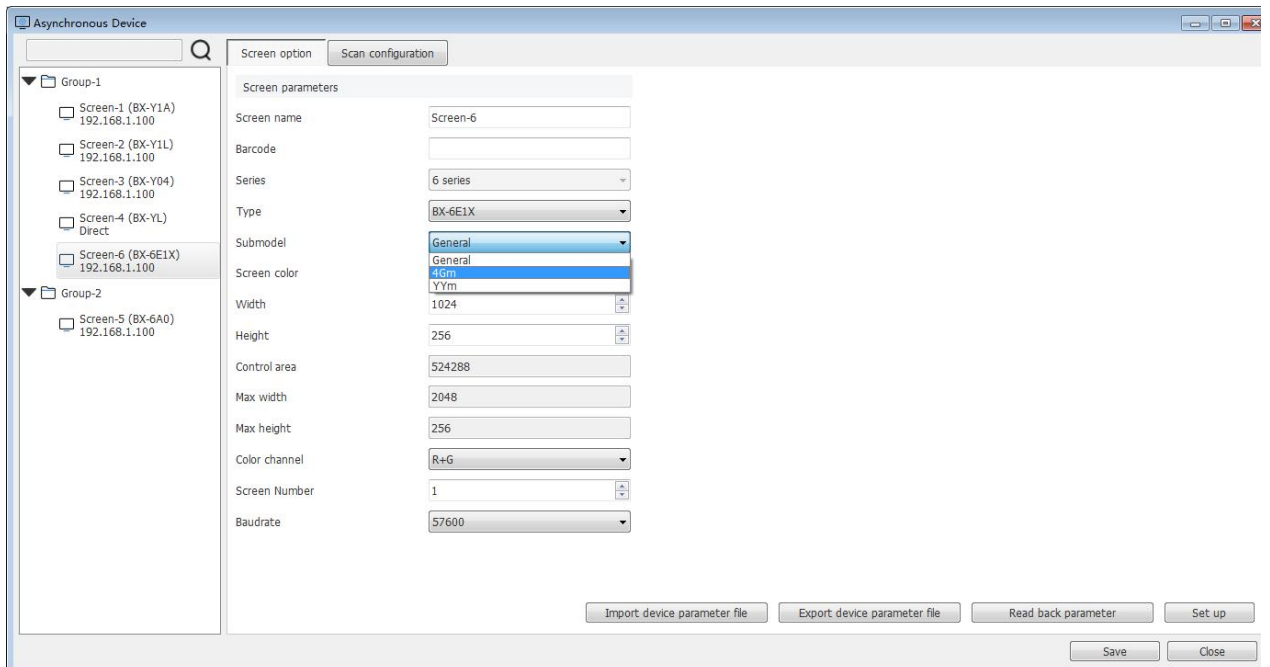 Asynchronous Device
Screen option
Scan configuration
Group-1
Screen-1 (BX-Y1A)
192.168.1.100
Screen-2 (BX-Y1L)
192.168.1.100
Screen-3 (BX-Y04)
192.168.1.100
Screen-4 (BX-YL)
Direct
Screen-6 (BX-6E1X)
192.168.1.100
Group-2
Screen-5 (BX-6A0)
192.168.1.100
Screen parameters
Screen name Screen-6
Barcode
Series 6 series
Type BX-6E1X
Submodel General
General
4Gm
YYm
Screen color
Width 1024
Height 256
Control area 524288
Max width 2048
Max height 256
Color channel R+G
Screen Number 1
Baudrate 57600
Import device parameter file
Export device parameter file
Read back parameter
Set up
Save
Close